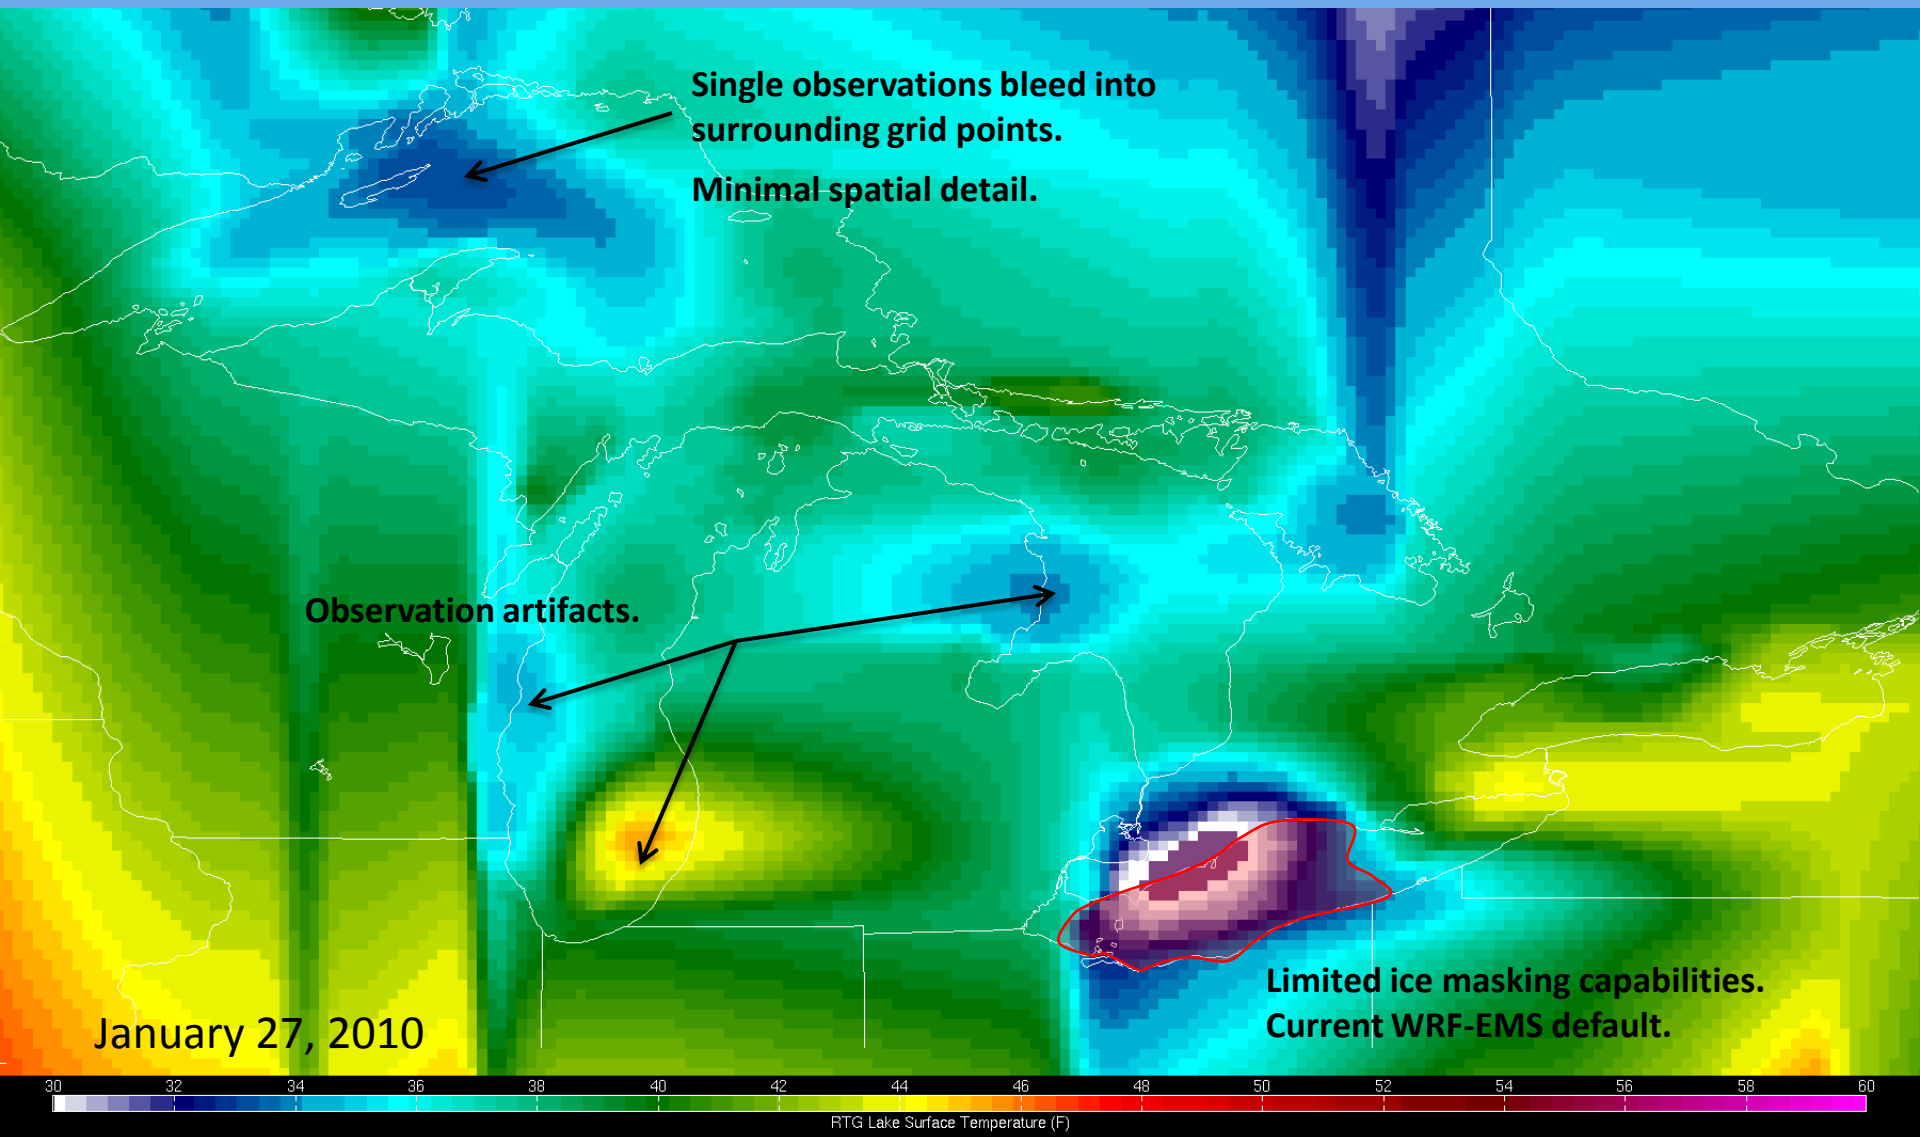 Single observations bleed into
surrounding grid points.
Minimal spatial detail.
Observation artifacts.
Limited ice masking capabilities.
Current WRF-EMS default.
January 27, 2010
30 32 34 36 38 40 42 44 46 48 50 52 54 56 58 60
RTG Lake Surface Temperature (F)